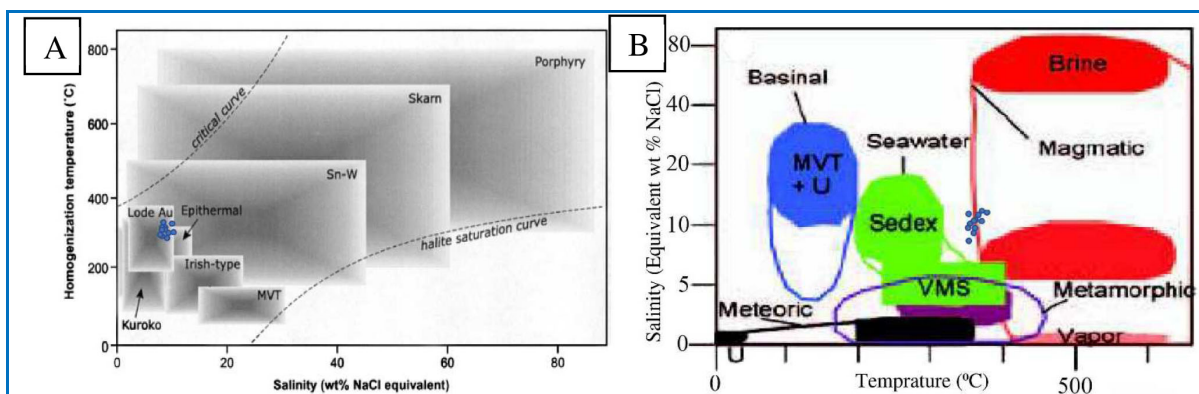 A
Homogenization temperature (°C)
800
600
400
200
0
0
20
40
60
80
Salinity (wt% NaCl equivalent)
critical curve
Porphyry
Skarn
Sn-W
Lode Au
Epithermal
halite saturation curve
Irish-type
MVT
Kuroko
B
Salinity (Equivalent wt % NaCl)
80
40
20
10
5
0
Basinal
Brine
Seawater
Magmatic
MVT
+ U
Sedex
VMS
Metamorphic
Meteoric
Vapor
U
0
500
Temprature (ºC)